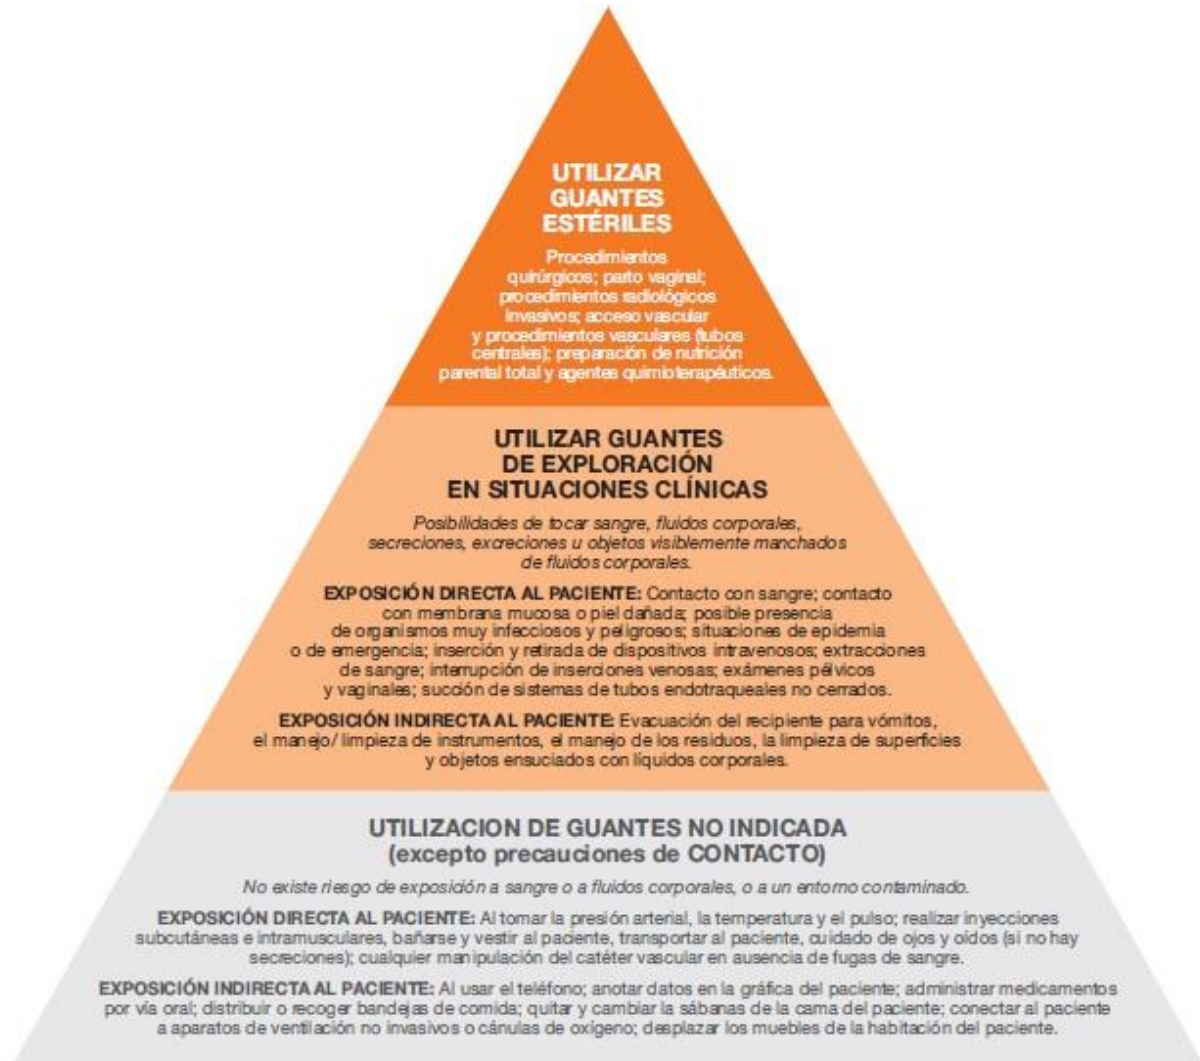 UTILIZAR
GUANTES
ESTÉRILES
Procedimientos
quirúrgicos; parto vaginal;
procedimientos radiológicos
invasivos; acceso vascular
y procedimientos vasculares (tubos
centrales); preparación de nutrición
parental total y agentes quimioterapéuticos.
UTILIZAR GUANTES
DE EXPLORACIÓN
EN SITUACIONES CLÍNICAS
Posibilidades de tocar sangre, fluidos corporales,
secreciones, excreciones u objetos visiblemente manchados
de fluidos corporales.
EXPOSICIÓN DIRECTA AL PACIENTE: Contacto con sangre; contacto
con membrana mucosa o piel dañada; posible presencia
de organismos muy infecciosos y peligrosos; situaciones de epidemia
o de emergencia; inserción y retirada de dispositivos intravenosos; extracciones
de sangre; interrupción de inserciones venosas; exámenes pélvicos
y vaginales; succión de sistemas de tubos endotraqueales no cerrados.
EXPOSICIÓN INDIRECTA AL PACIENTE: Evacuación del recipiente para vómitos,
el manejo/ limpieza de instrumentos, el manejo de los residuos, la limpieza de superficies
y objetos ensuciados con líquidos corporales.
UTILIZACION DE GUANTES NO INDICADA
(excepto precauciones de CONTACTO)
No existe riesgo de exposición a sangre o a fluidos corporales, o a un entorno contaminado.
EXPOSICIÓN DIRECTA AL PACIENTE: Al tomar la presión arterial, la temperatura y el pulso; realizar inyecciones
subcutáneas e intramusculares, bañarse y vestir al paciente, transportar al paciente, cuidado de ojos y oídos (si no hay
secreciones); cualquier manipulación del catéter vascular en ausencia de fugas de sangre.
EXPOSICIÓN INDIRECTA AL PACIENTE: Al usar el teléfono; anotar datos en la gráfica del paciente; administrar medicamentos
por vía oral; distribuir o recoger bandejas de comida; quitar y cambiar la sábanas de la cama del paciente; conectar al paciente
a aparatos de ventilación no invasivos o cánulas de oxígeno; desplazar los muebles de la habitación del paciente.